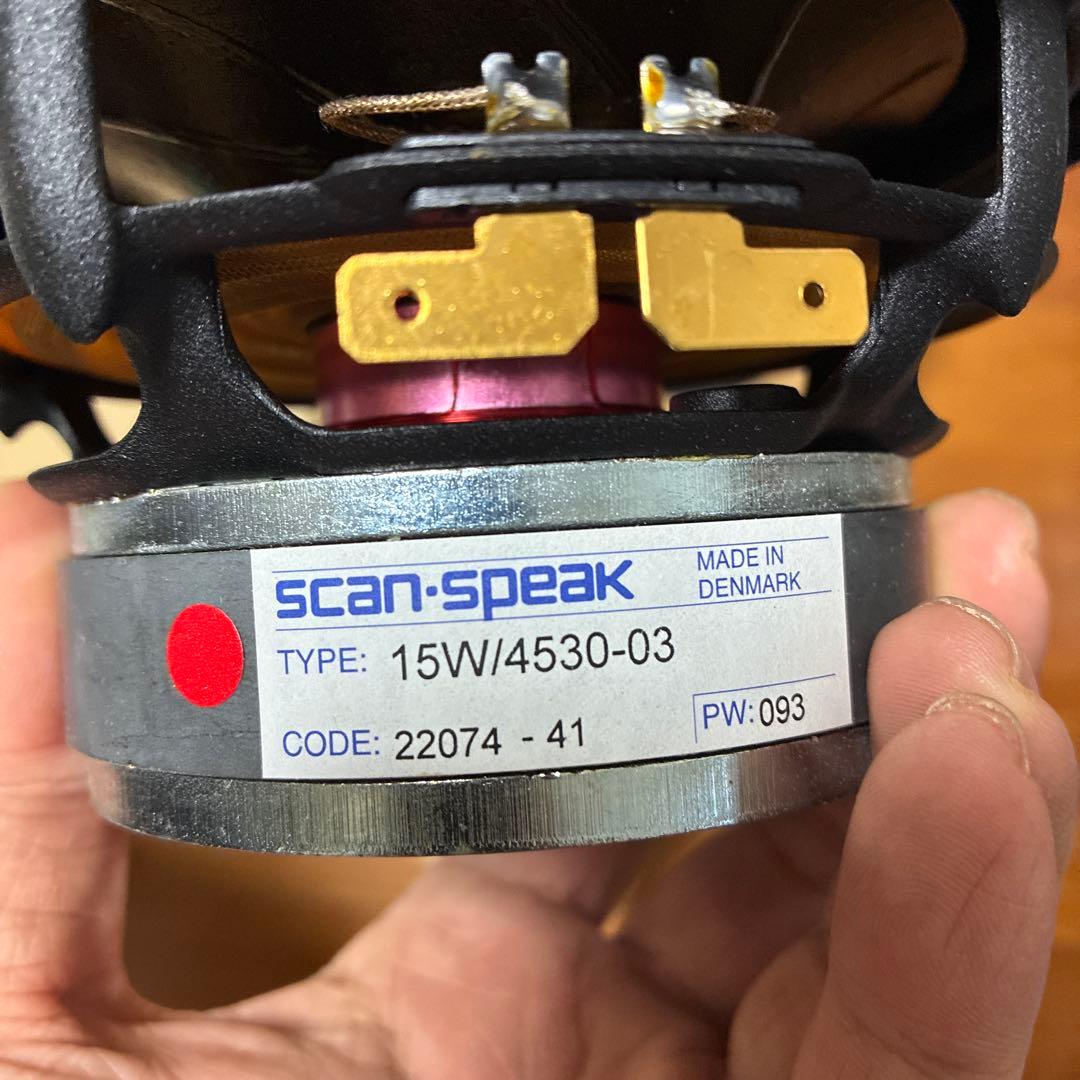 scan-speak
MADE IN
DENMARK
TYPE: 15W/4530-03
CODE: 22074 - 41
PW: 093